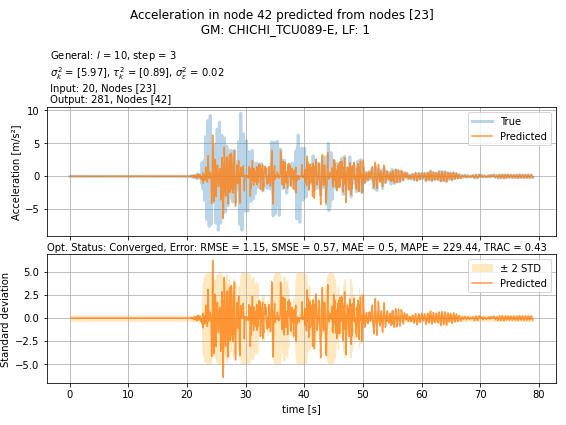 Acceleration in node 42 predicted from nodes [23]
GM: CHICHI_TCU089-E, LF: 1
General: l = 10, step = 3
σ²ₖ = [5.97], τ²ₖ = [0.89], σ²ε = 0.02
Input: 20, Nodes [23]
Output: 281, Nodes [42]
Acceleration [m/s²]
10
5
0
−5
True
Predicted
Opt. Status: Converged, Error: RMSE = 1.15, SMSE = 0.57, MAE = 0.5, MAPE = 229.44, TRAC = 0.43
Standard deviation
5.0
2.5
0.0
−2.5
−5.0
± 2 STD
Predicted
0 10 20 30 40 50 60 70 80
time [s]